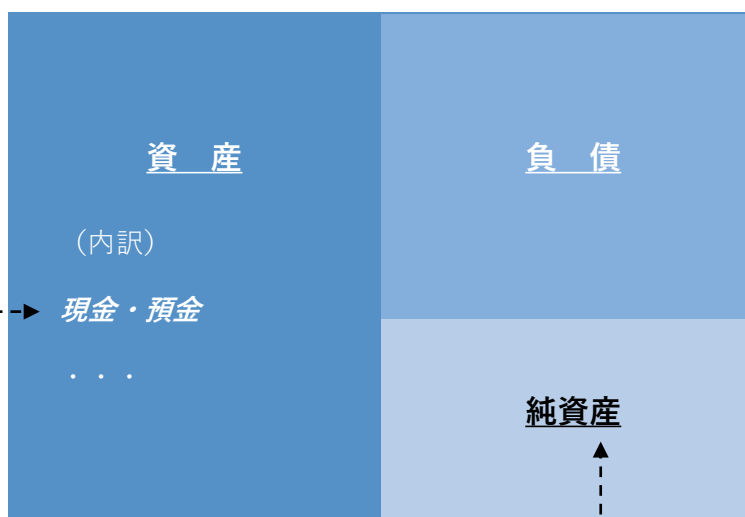 資　産
（内訳）
現金・預金
・・・
負　債
純資産